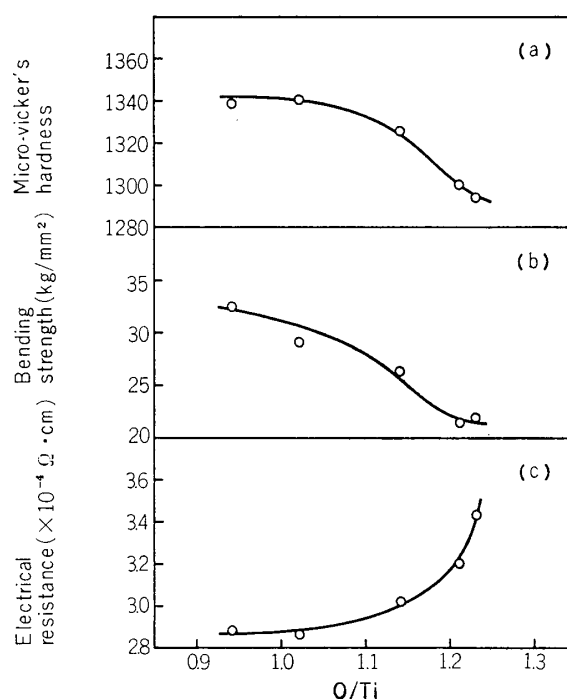 (a)
Micro-vicker's
hardness
1360
1340
1320
1300
1280
(b)
Bending
strength (kg/mm²)
35
30
25
20
(c)
Electrical
resistance (×10⁻⁴ Ω·cm)
3.6
3.4
3.2
3.0
2.8
0.9 1.0 1.1 1.2 1.3
O/Ti